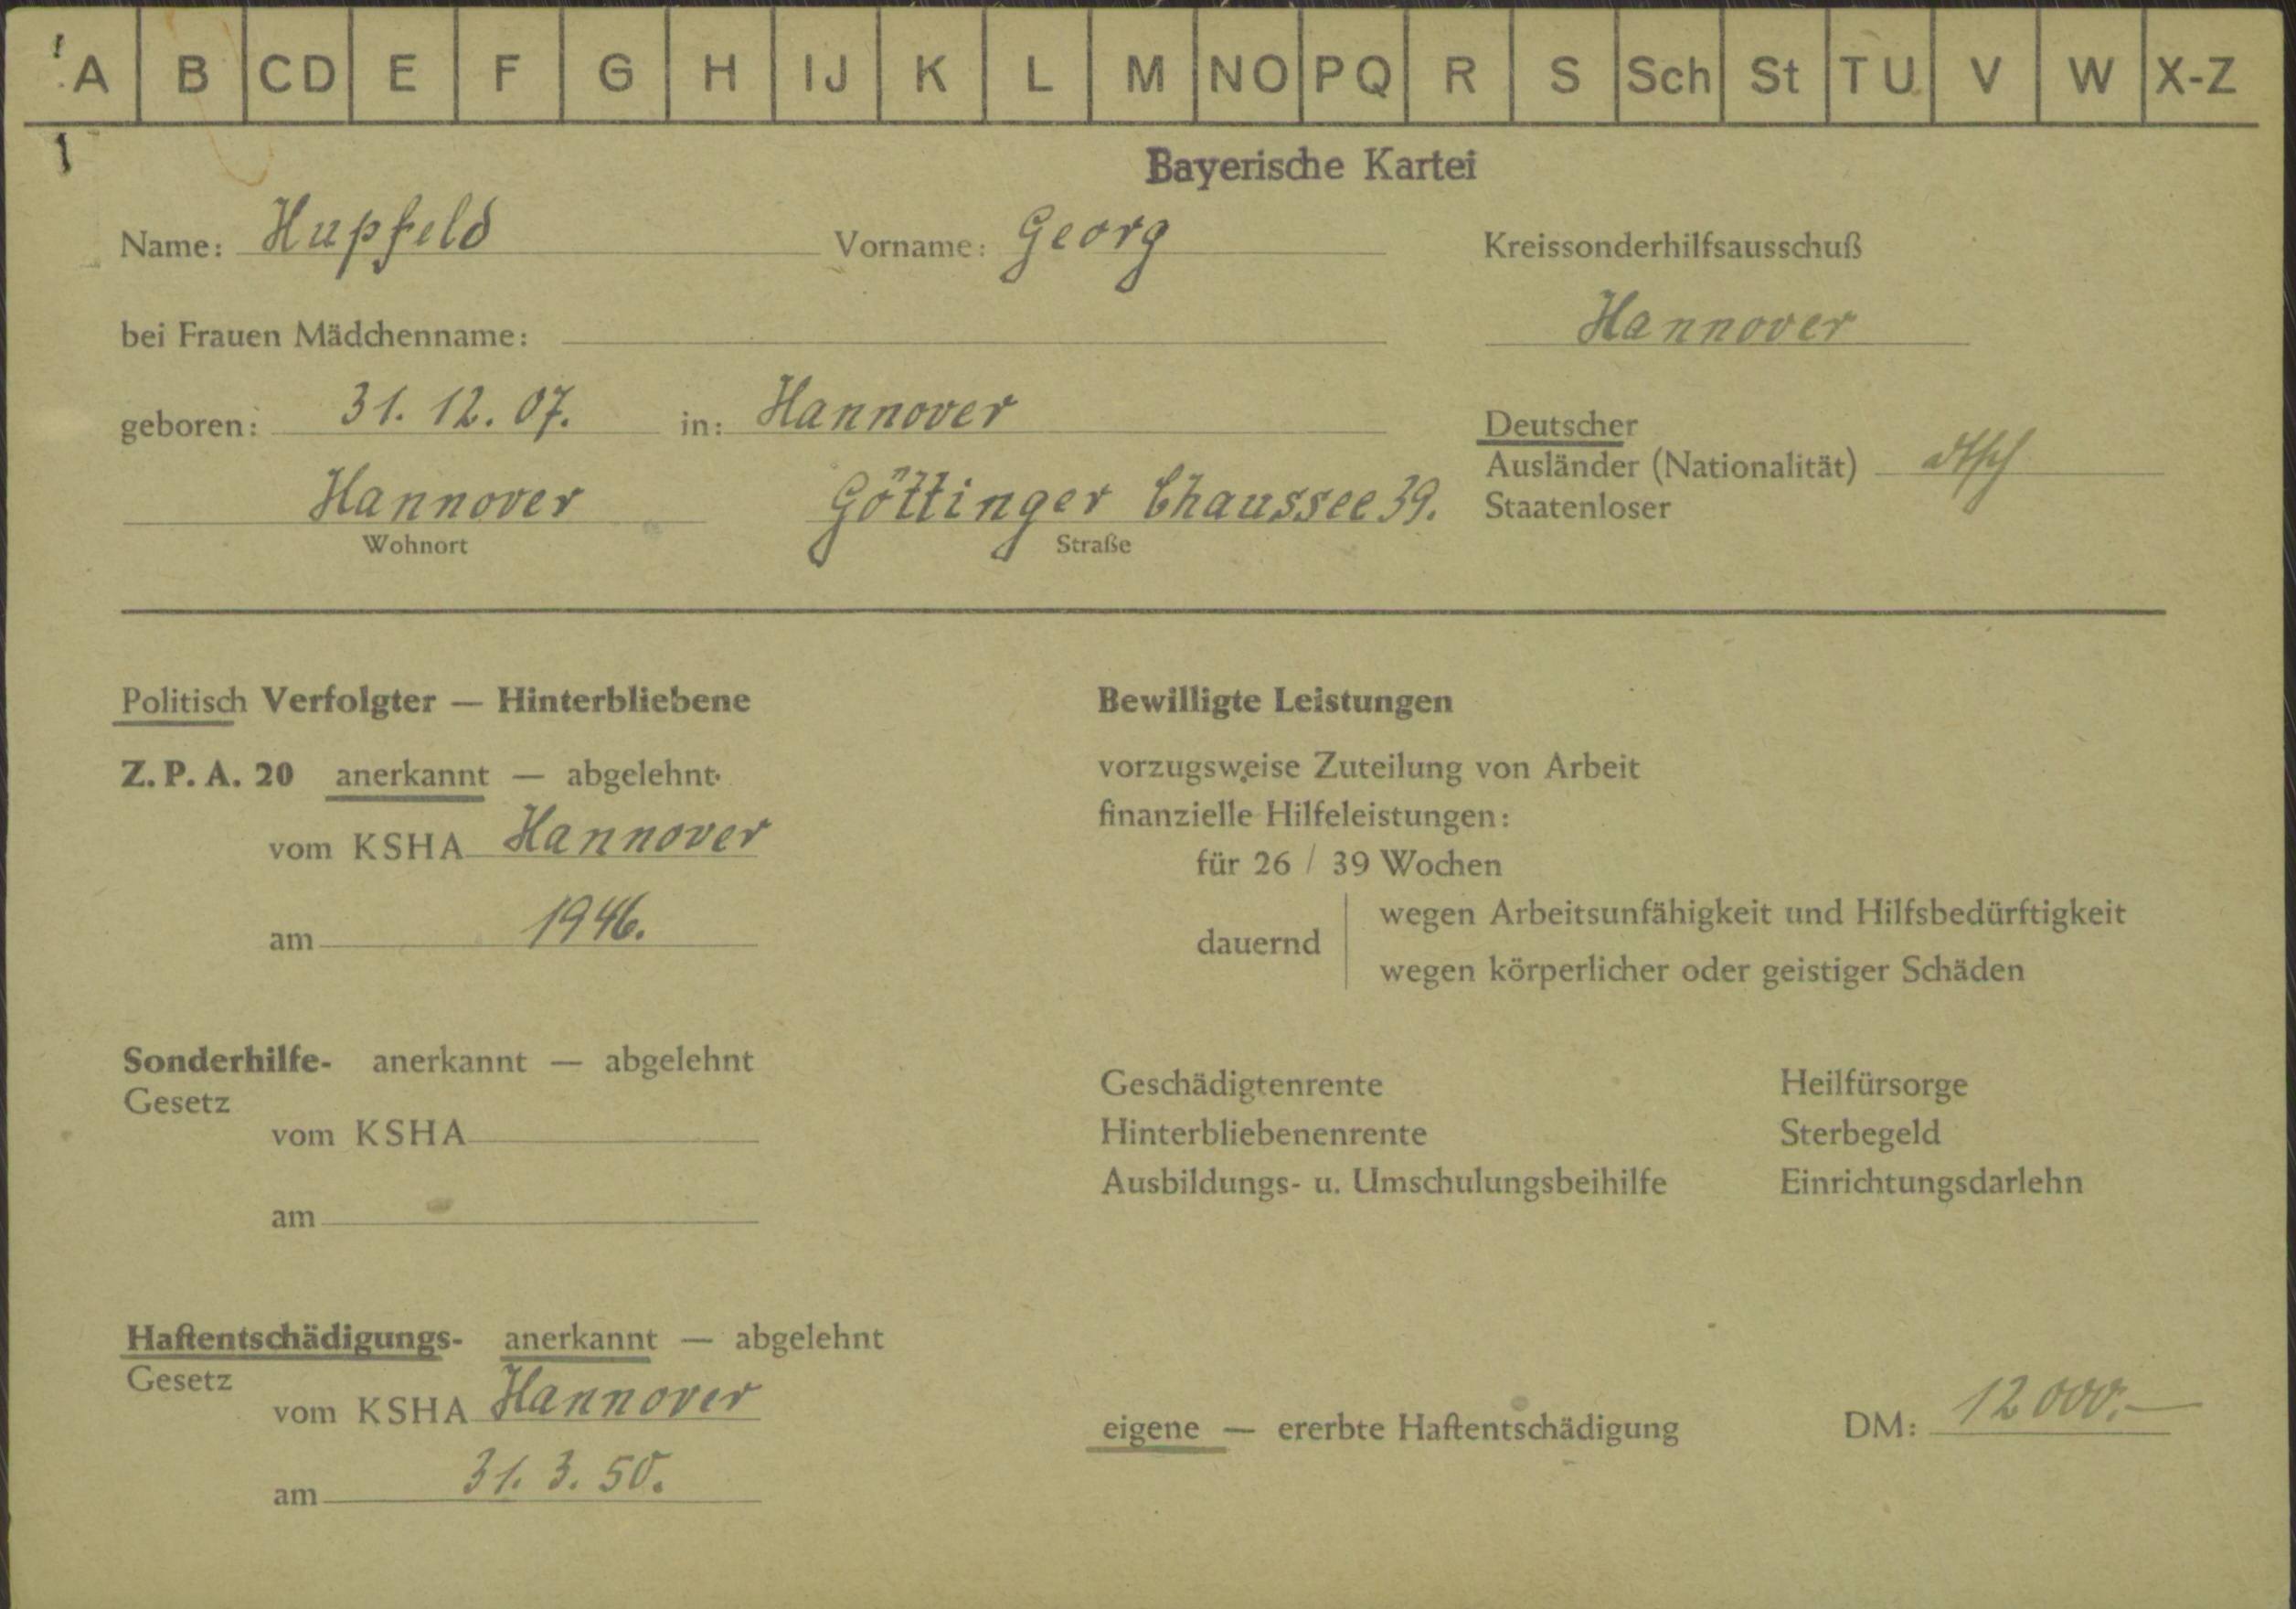 A B CD E F G H IJ K L M NO PQ R S Sch St TU V W X-Z
Bayerische Kartei
Name: Hupfeld Vorname: Georg Kreissonderhilfsausschuß
bei Frauen Mädchenname: Hannover
geboren: 31. 12. 07. in: Hannover Deutscher
Ausländer (Nationalität) dtsch
Hannover Göttinger Chaussee 39. Staatenloser
Wohnort Straße
Politisch Verfolgter — Hinterbliebene
Z. P. A. 20 anerkannt — abgelehnt
vom KSHA Hannover
am 1946.
Sonderhilfe- anerkannt — abgelehnt
Gesetz
vom KSHA
am
Haftentschädigungs- anerkannt — abgelehnt
Gesetz
vom KSHA Hannover
am 31. 3. 50.
Bewilligte Leistungen
vorzugsweise Zuteilung von Arbeit
finanzielle Hilfeleistungen:
für 26 / 39 Wochen
dauernd
wegen Arbeitsunfähigkeit und Hilfsbedürftigkeit
wegen körperlicher oder geistiger Schäden
Geschädigtenrente Heilfürsorge
Hinterbliebenenrente Sterbegeld
Ausbildungs- u. Umschulungsbeihilfe Einrichtungsdarlehn
eigene — ererbte Haftentschädigung DM: 12 000.—